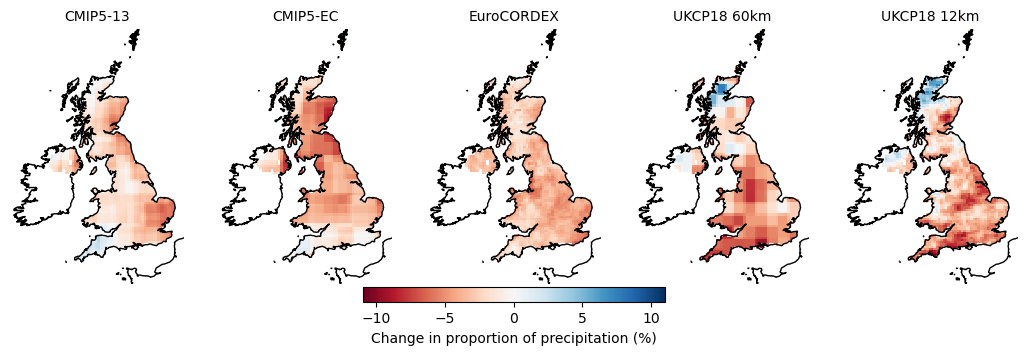 CMIP5-13
CMIP5-EC
EuroCORDEX
UKCP18 60km
UKCP18 12km
−10
−5
0
5
10
Change in proportion of precipitation (%)